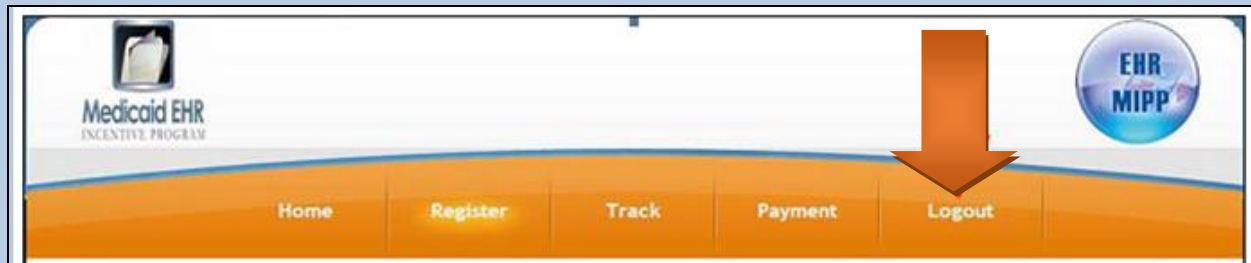 Medicaid EHR
INCENTIVE PROGRAM
EHR
MIPP
Home Register Track Payment Logout